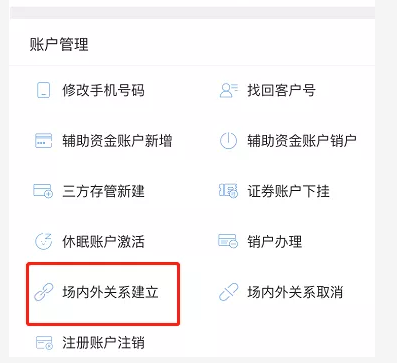 账户管理
修改手机号码 找回客户号
辅助资金账户新增 辅助资金账户销户
三方存管新建 证券账户下挂
休眠账户激活 销户办理
场内外关系建立 场内外关系取消
注册账户注销